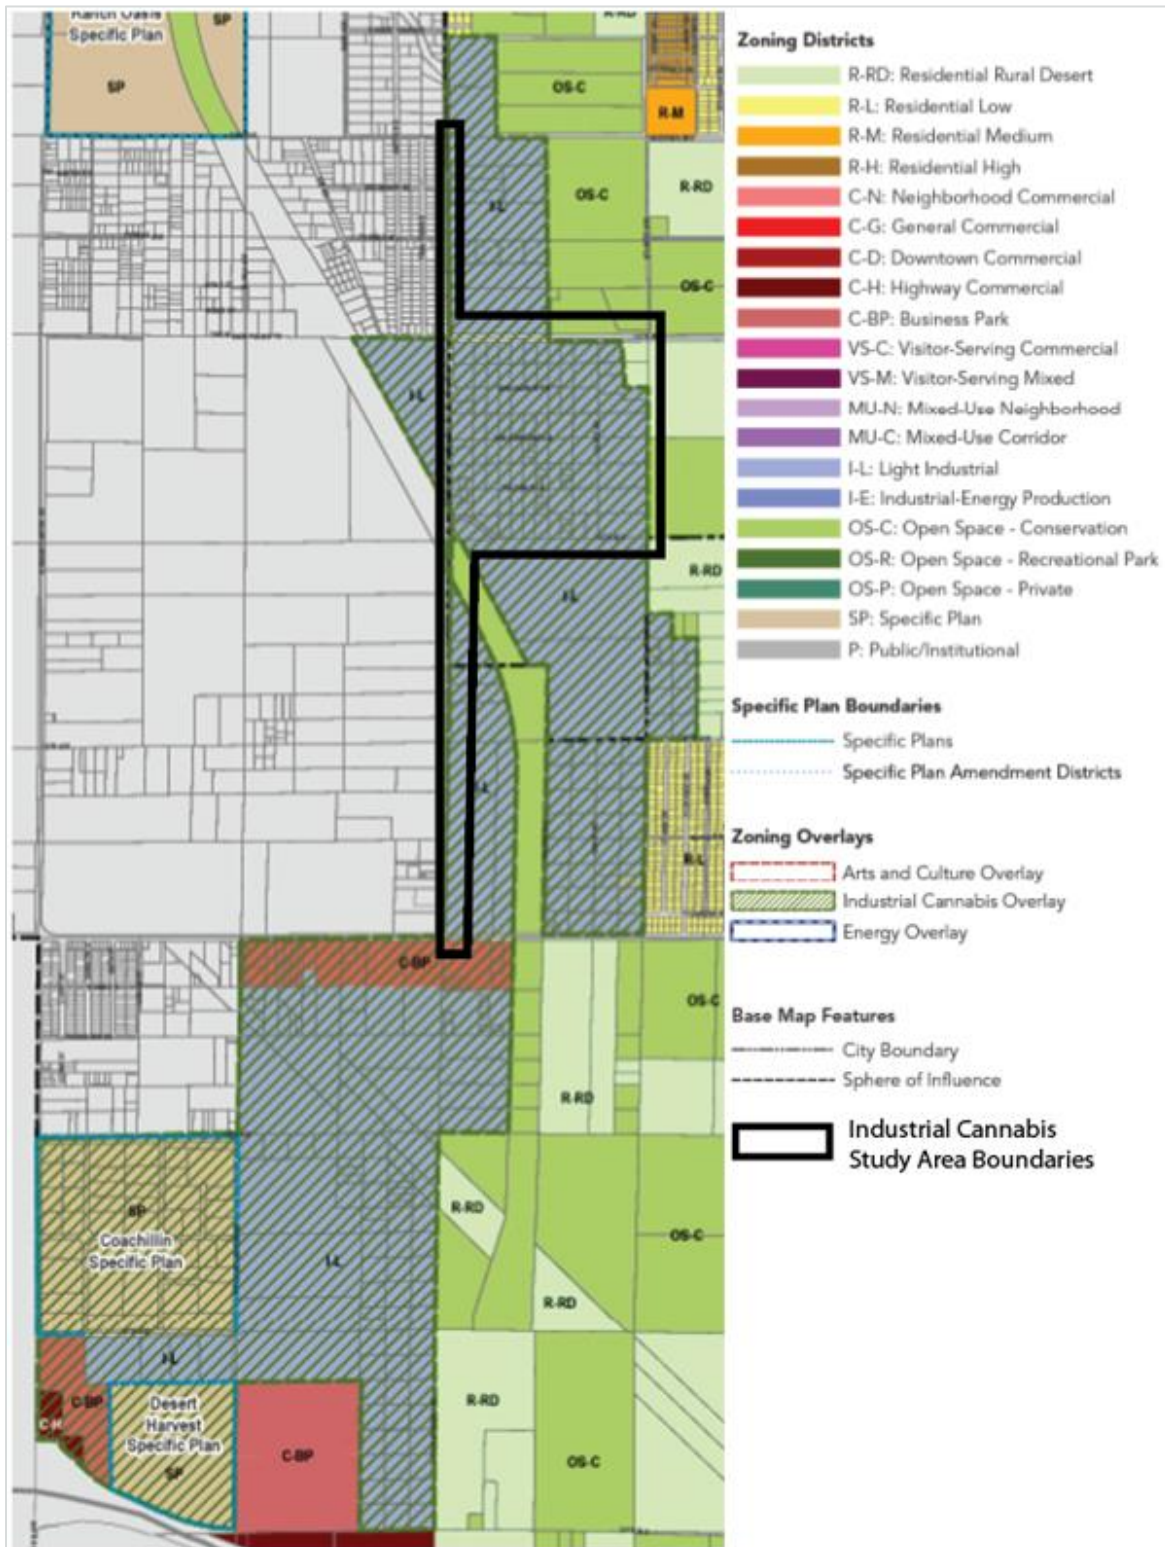 Ranch Oasis
Specific Plan
SP
SP
R-RD
OS-C
R-M
OS-C
R-RD
I-L
OS-C
I-L
I-L
R-RD
I-L
R-L
C-BP
OS-C
R-RD
SP
Coachillin
Specific Plan
R-RD
OS-C
I-L
R-RD
I-L
C-BP
C-H
Desert
Harvest
Specific Plan
SP
R-RD
C-BP
OS-C
Zoning Districts
R-RD: Residential Rural Desert
R-L: Residential Low
R-M: Residential Medium
R-H: Residential High
C-N: Neighborhood Commercial
C-G: General Commercial
C-D: Downtown Commercial
C-H: Highway Commercial
C-BP: Business Park
VS-C: Visitor-Serving Commercial
VS-M: Visitor-Serving Mixed
MU-N: Mixed-Use Neighborhood
MU-C: Mixed-Use Corridor
I-L: Light Industrial
I-E: Industrial-Energy Production
OS-C: Open Space - Conservation
OS-R: Open Space - Recreational Park
OS-P: Open Space - Private
SP: Specific Plan
P: Public/Institutional
Specific Plan Boundaries
Specific Plans
Specific Plan Amendment Districts
Zoning Overlays
Arts and Culture Overlay
Industrial Cannabis Overlay
Energy Overlay
Base Map Features
City Boundary
Sphere of Influence
Industrial Cannabis
Study Area Boundaries